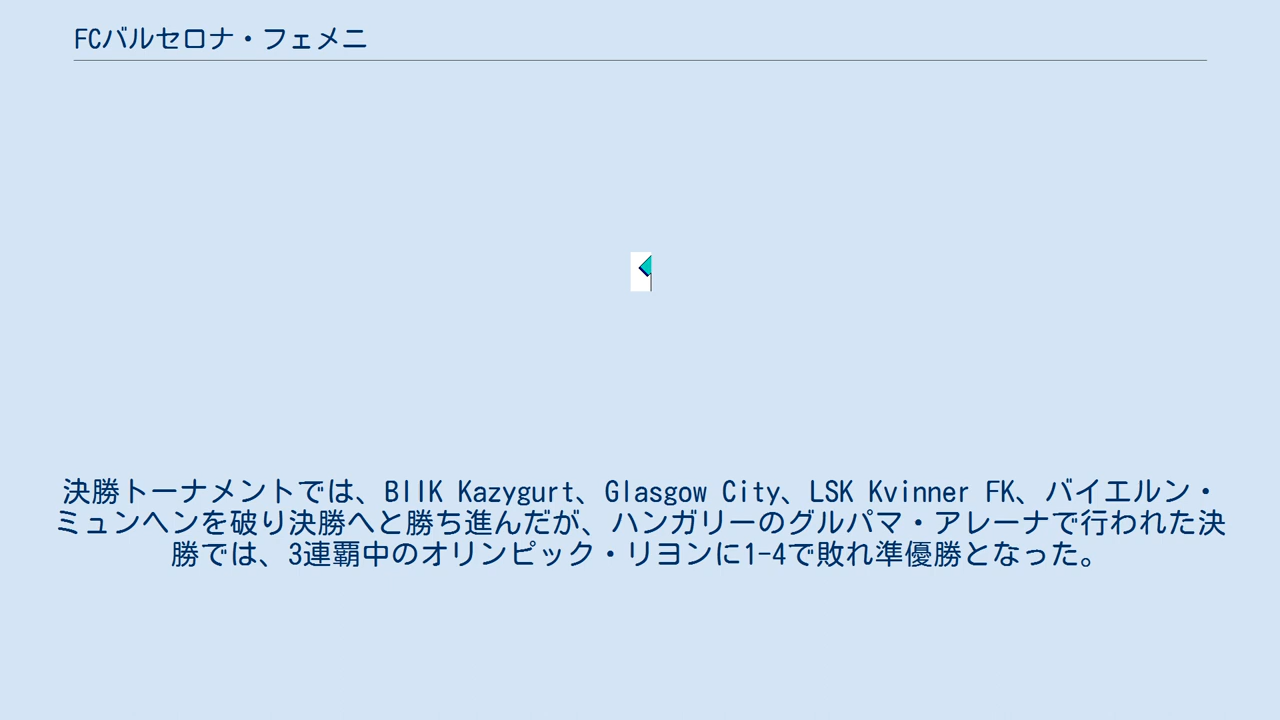 FCバルセロナ・フェメニ
決勝トーナメントでは、BIIK Kazygurt、Glasgow City、LSK Kvinner FK、バイエルン・
ミュンヘンを破り決勝へと勝ち進んだが、ハンガリーのグルパマ・アレーナで行われた決
勝では、3連覇中のオリンピック・リヨンに1-4で敗れ準優勝となった。